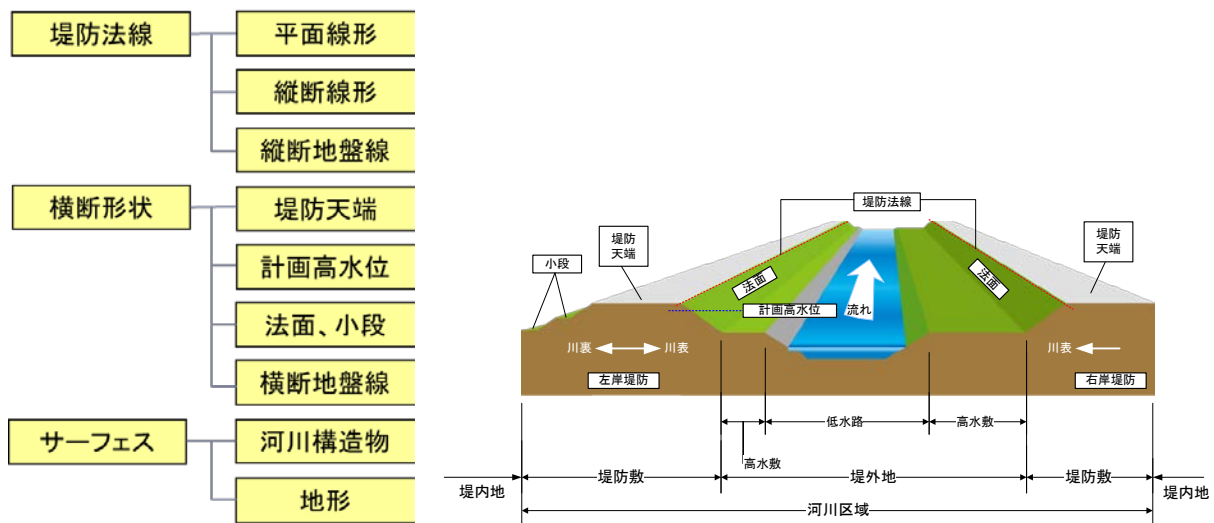 堤防法線
平面線形
縦断線形
縦断地盤線
横断形状
堤防天端
計画高水位
法面、小段
横断地盤線
サーフェス
河川構造物
地形
堤防法線
堤防
天端
堤防
天端
小段
法面
法面
計画高水位
流れ
川裏
川表
川表
左岸堤防
右岸堤防
低水路
高水敷
高水敷
堤防敷
堤外地
堤防敷
堤内地
堤内地
河川区域